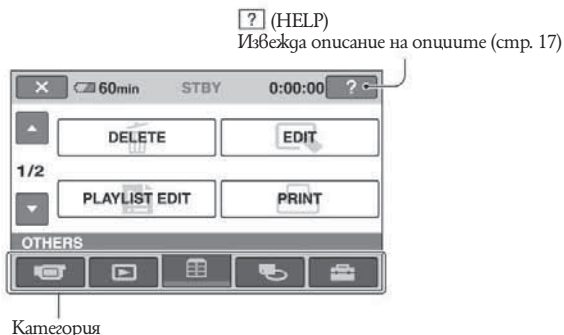 ? (HELP)
Извежда описание на опциите (стр. 17)
× 60min STBY 0:00:00 ?
DELETE EDIT
1/2
PLAYLIST EDIT PRINT
OTHERS
Категория